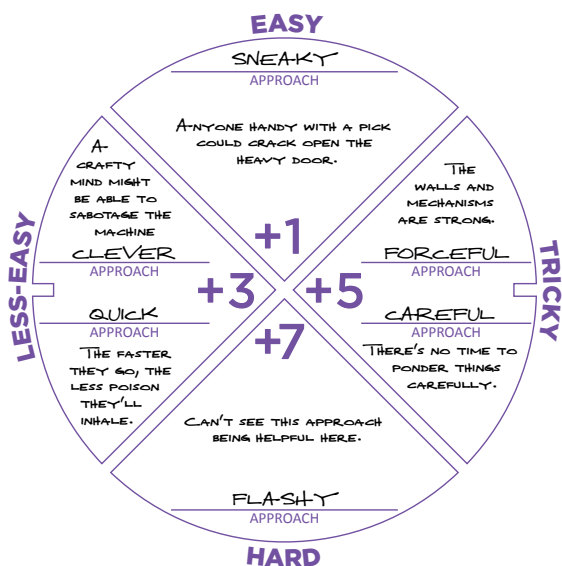 EASY
SNEAKY
APPROACH
ANYONE HANDY WITH A PICK
COULD CRACK OPEN THE
HEAVY DOOR.
+1
LESS-EASY
A
CRAFTY
MIND MIGHT
BE ABLE TO
SABOTAGE THE
MACHINE
CLEVER
APPROACH
+3
QUICK
APPROACH
THE FASTER
THEY GO, THE
LESS POISON
THEY'LL
INHALE.
TRICKY
THE
WALLS AND
MECHANISMS
ARE STRONG.
FORCEFUL
APPROACH
+5
CAREFUL
APPROACH
THERE'S NO TIME TO
PONDER THINGS
CAREFULLY.
+7
CAN'T SEE THIS APPROACH
BEING HELPFUL HERE.
FLASHY
APPROACH
HARD